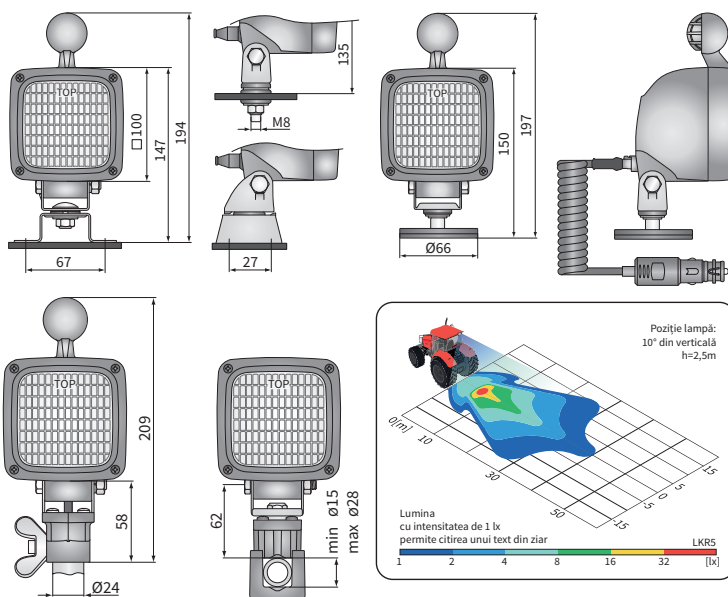 TOP
□100
147
194
67
135
M8
27
TOP
150
197
Ø66
TOP
209
58
Ø24
TOP
62
min ø15
max ø28
Poziție lampă:
10° din verticală
h=2,5m
0[m]
10
30
50
-15
-5
0
5
15
Lumina
cu intensitatea de 1 lx
permite citirea unui text din ziar
LKR5
1 2 4 8 16 32 [lx]